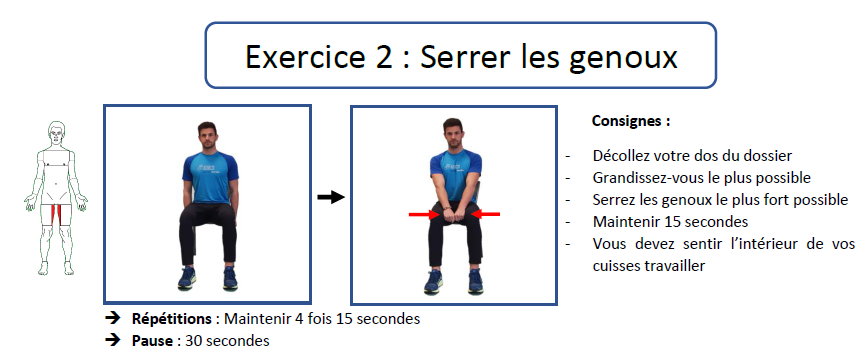 Exercice 2 : Serrer les genoux
Consignes :
- Décollez votre dos du dossier
- Grandissez-vous le plus possible
- Serrez les genoux le plus fort possible
- Maintenir 15 secondes
- Vous devez sentir l'intérieur de vos
cuisses travailler
➔ Répétitions : Maintenir 4 fois 15 secondes
➔ Pause : 30 secondes